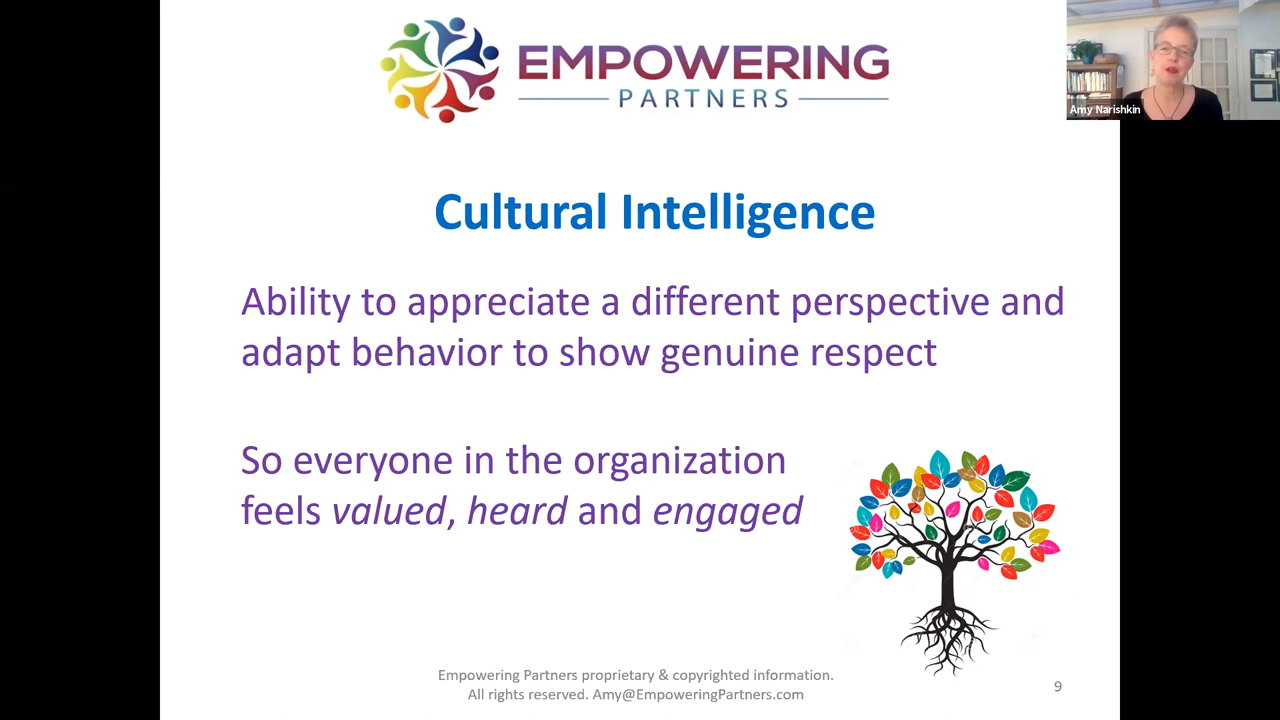 EMPOWERING
PARTNERS
Amy Narishkin
Cultural Intelligence
Ability to appreciate a different perspective and
adapt behavior to show genuine respect
So everyone in the organization
feels valued, heard and engaged
Empowering Partners proprietary & copyrighted information.
All rights reserved. Amy@EmpoweringPartners.com
9